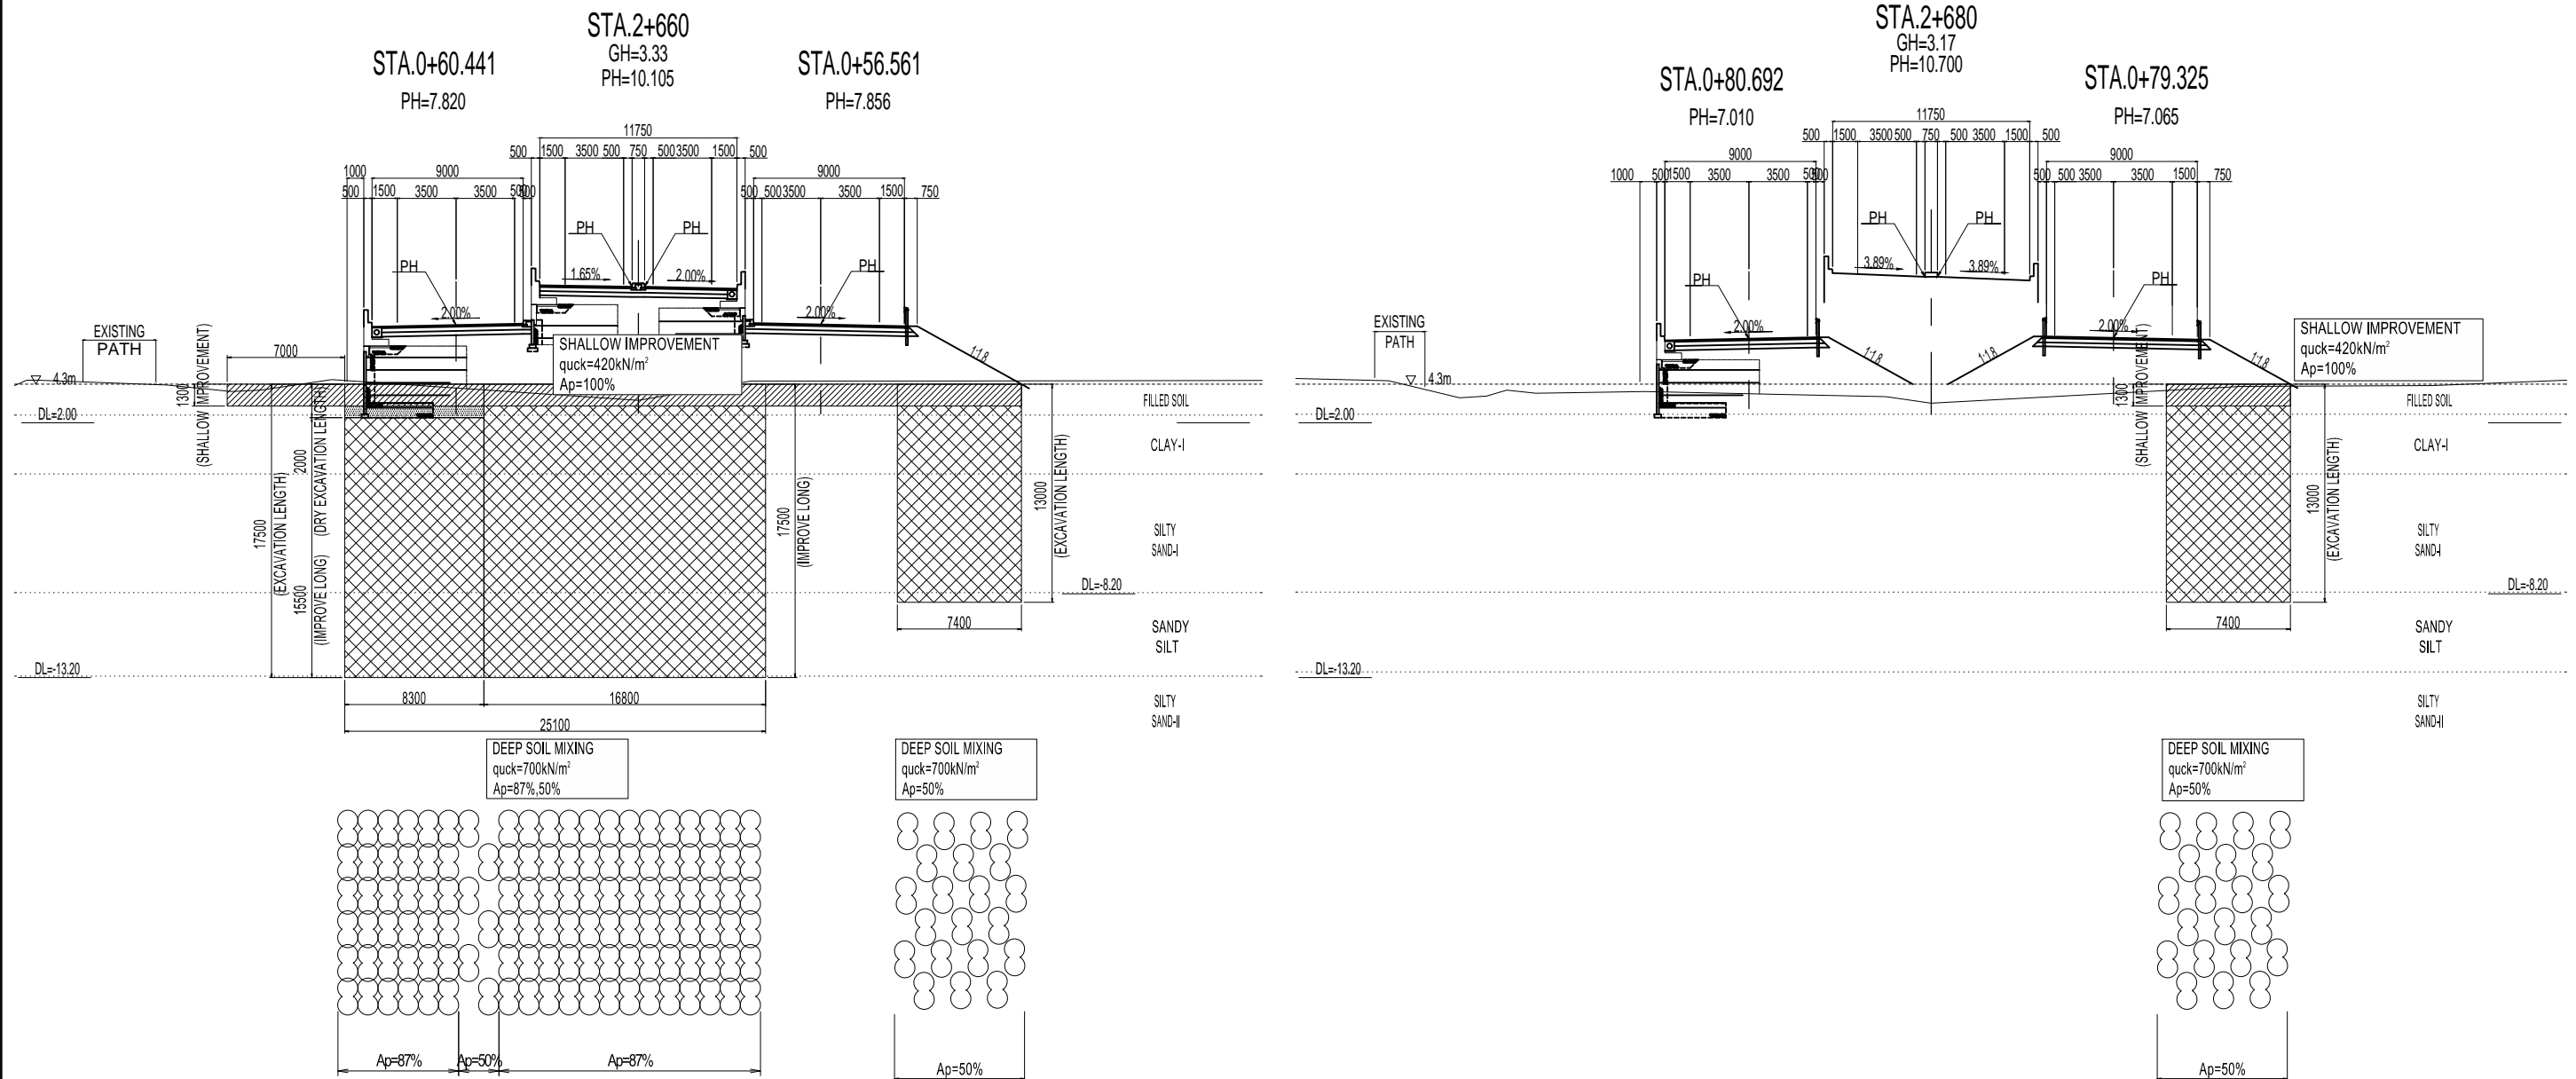 STA.2+660
GH=3.33
PH=10.105
STA.0+60.441
PH=7.820
STA.0+56.561
PH=7.856
11750
500 1500 3500 500 750 500 3500 1500 500
1000 9000
500 1500 3500 3500 500 500
9000
500 500 3500 3500 1500 750
PH PH
1.65% 2.00%
PH
2.00%
PH
2.00%
1:1.8
EXISTING
PATH
7000
4.3m
1300
(SHALLOW IMPROVEMENT)
SHALLOW IMPROVEMENT
quck=420kN/m²
Ap=100%
DL=2.00
FILLED SOIL
CLAY-I
SILTY
SAND-I
DL=-8.20
SANDY
SILT
DL=-13.20
SILTY
SAND-II
17500
(EXCAVATION LENGTH)
2000
(DRY EXCAVATION LENGTH)
15500
(IMPROVE LONG)
17500
(IMPROVE LONG)
13000
(EXCAVATION LENGTH)
7400
8300 16800
25100
DEEP SOIL MIXING
quck=700kN/m²
Ap=87%,50%
DEEP SOIL MIXING
quck=700kN/m²
Ap=50%
Ap=87% Ap=50% Ap=87%
Ap=50%
STA.2+680
GH=3.17
PH=10.700
STA.0+80.692
PH=7.010
STA.0+79.325
PH=7.065
11750
500 1500 3500 500 750 500 3500 1500 500
9000
1000 500 1500 3500 3500 500 500
9000
500 500 3500 3500 1500 750
PH PH
3.89% 3.89%
PH
2.00%
PH
2.00%
1:1.8
1:1.8
1:1.8
EXISTING
PATH
4.3m
1300
(SHALLOW IMPROVEMENT)
SHALLOW IMPROVEMENT
quck=420kN/m²
Ap=100%
DL=2.00
FILLED SOIL
CLAY-I
SILTY
SAND-I
DL=-8.20
SANDY
SILT
DL=-13.20
SILTY
SAND-II
13000
(EXCAVATION LENGTH)
7400
DEEP SOIL MIXING
quck=700kN/m²
Ap=50%
Ap=50%